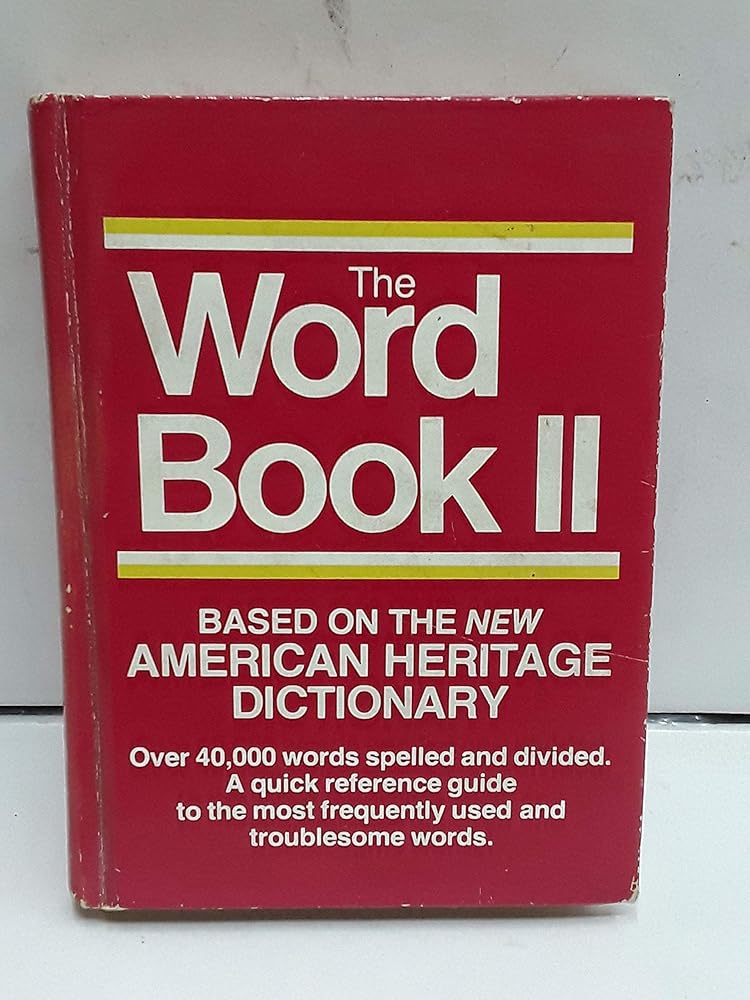 The
Word
Book II
BASED ON THE NEW
AMERICAN HERITAGE
DICTIONARY
Over 40,000 words spelled and divided.
A quick reference guide
to the most frequently used and
troublesome words.